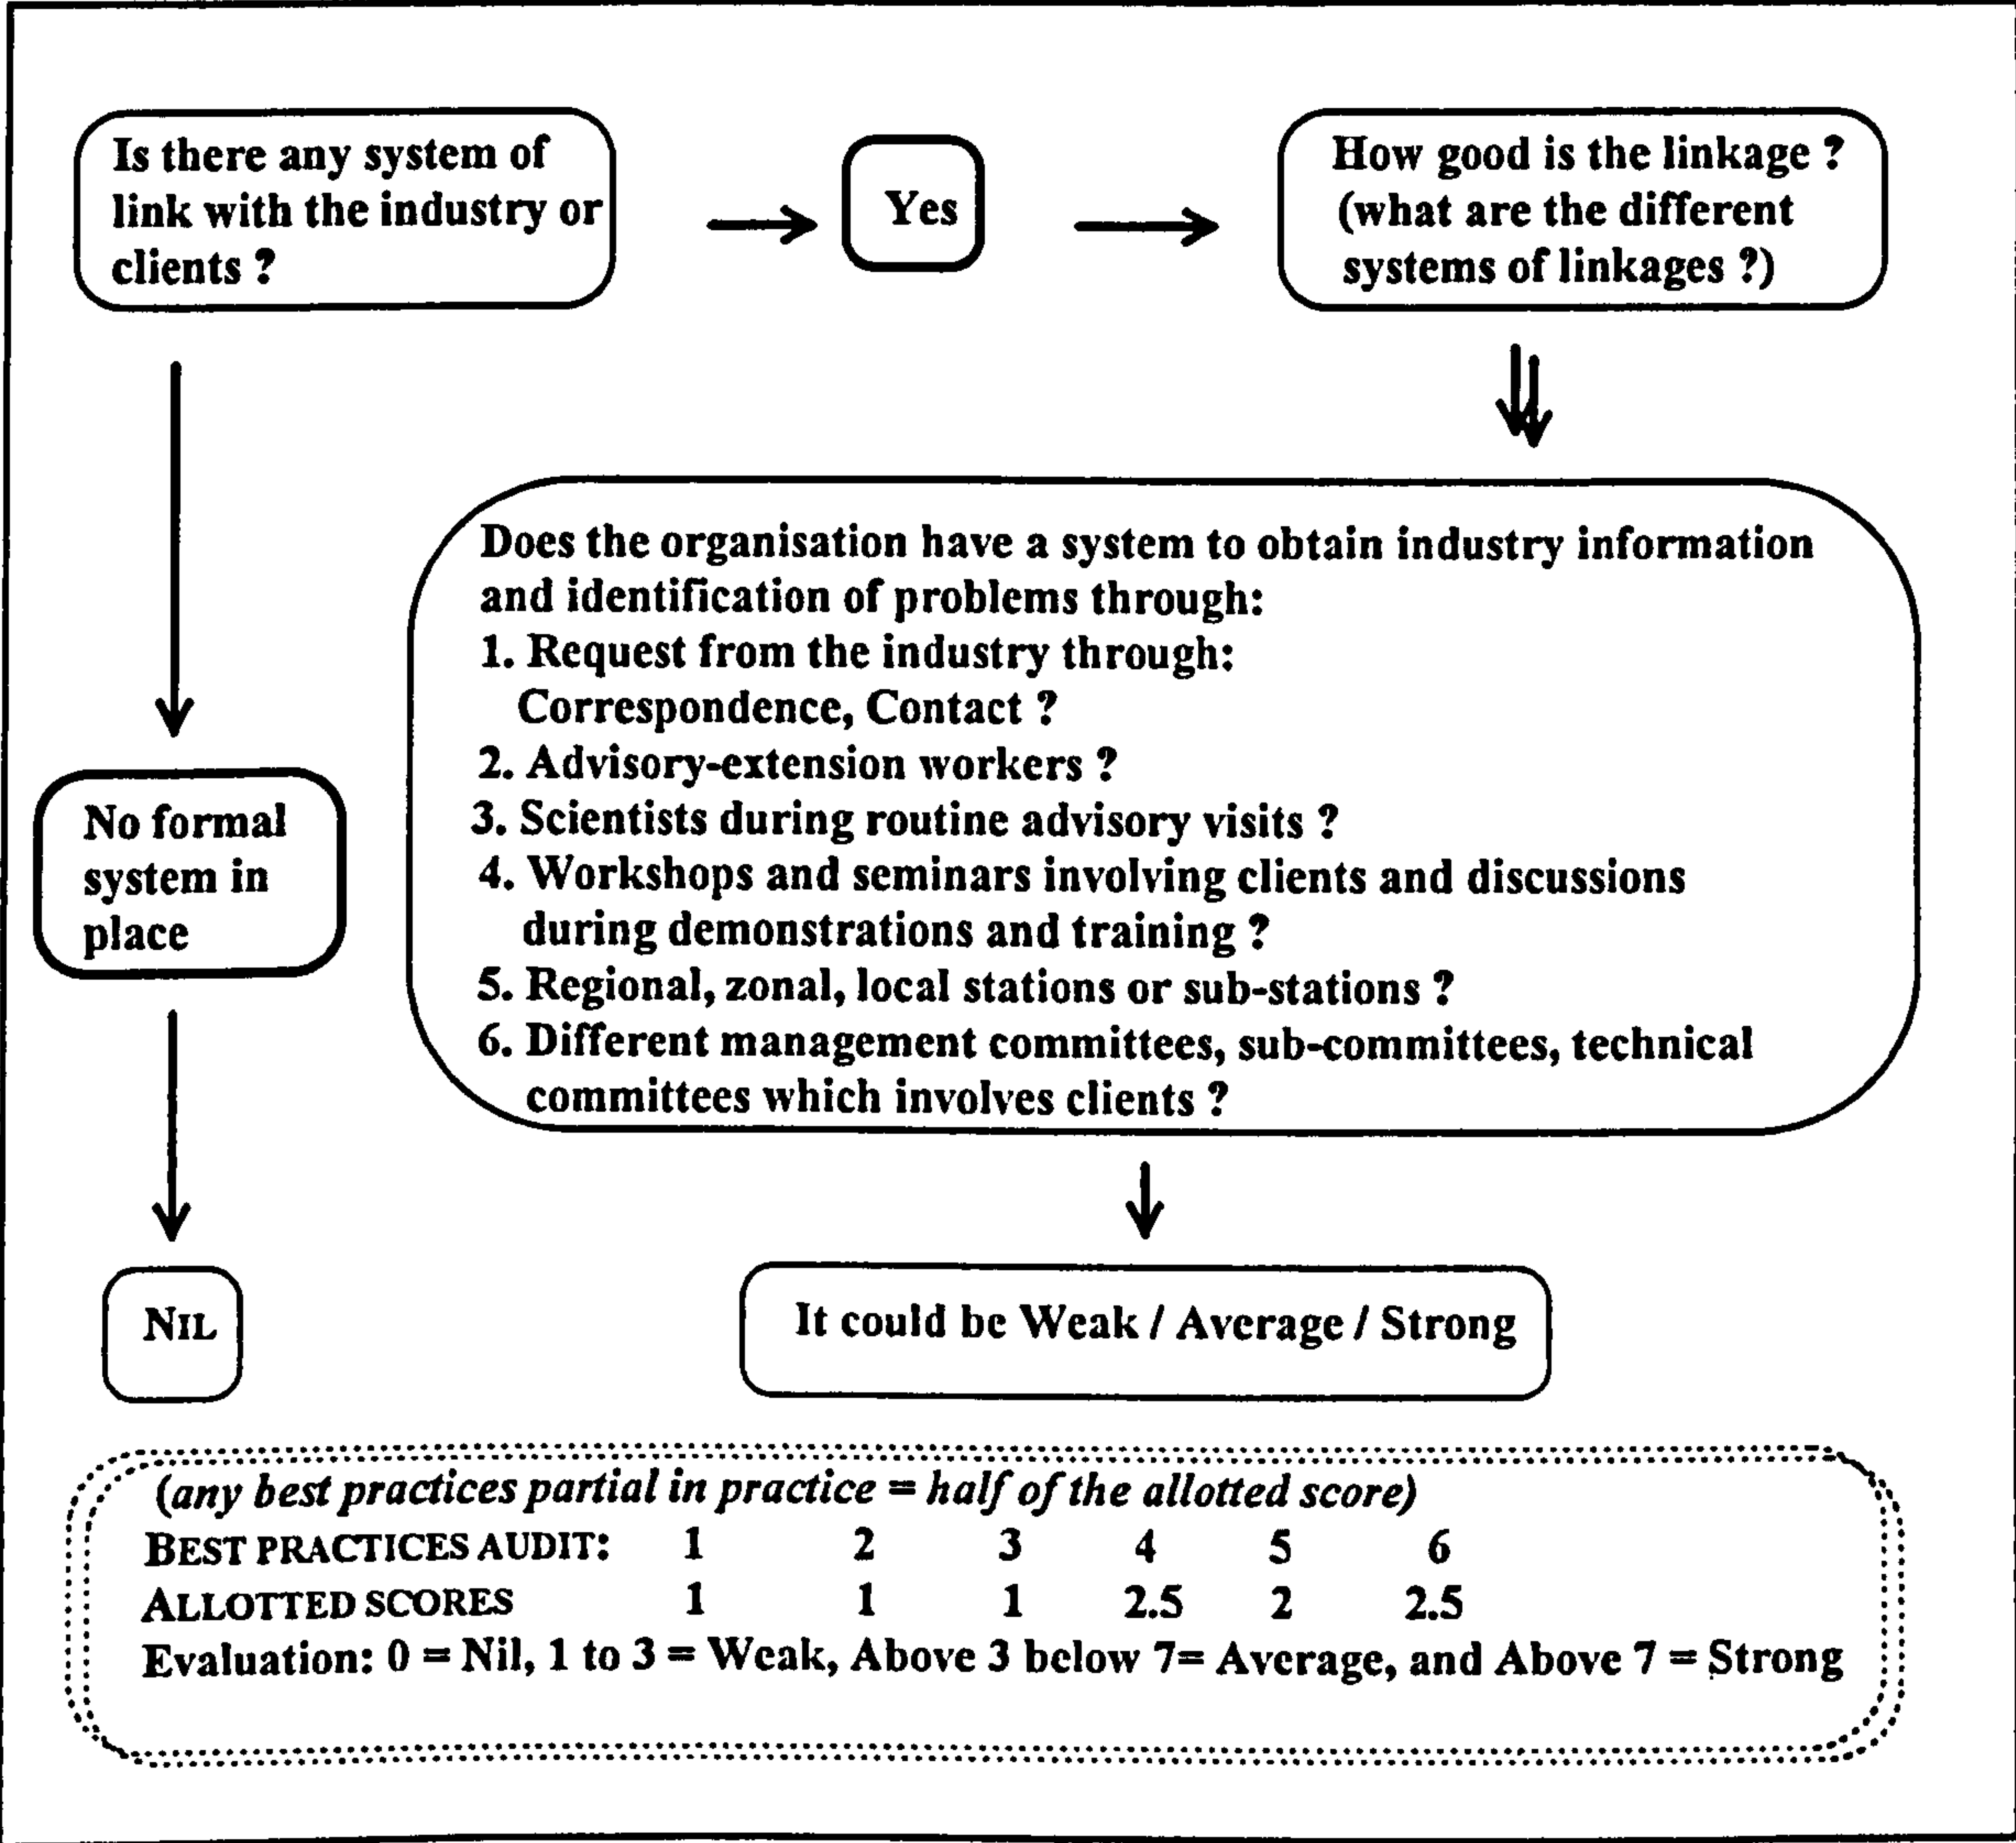 Is there any system of
link with the industry or
clients ?
Yes
How good is the linkage ?
(what are the different
systems of linkages ?)
Does the organisation have a system to obtain industry information
and identification of problems through:
1. Request from the industry through:
Correspondence, Contact ?
2. Advisory-extension workers ?
3. Scientists during routine advisory visits ?
4. Workshops and seminars involving clients and discussions
during demonstrations and training ?
5. Regional, zonal, local stations or sub-stations ?
6. Different management committees, sub-committees, technical
committees which involves clients ?
No formal
system in
place
NIL
It could be Weak / Average / Strong
(any best practices partial in practice = half of the allotted score)
BEST PRACTICES AUDIT: 1 2 3 4 5 6
ALLOTTED SCORES 1 1 1 2.5 2 2.5
Evaluation: 0 = Nil, 1 to 3 = Weak, Above 3 below 7= Average, and Above 7 = Strong